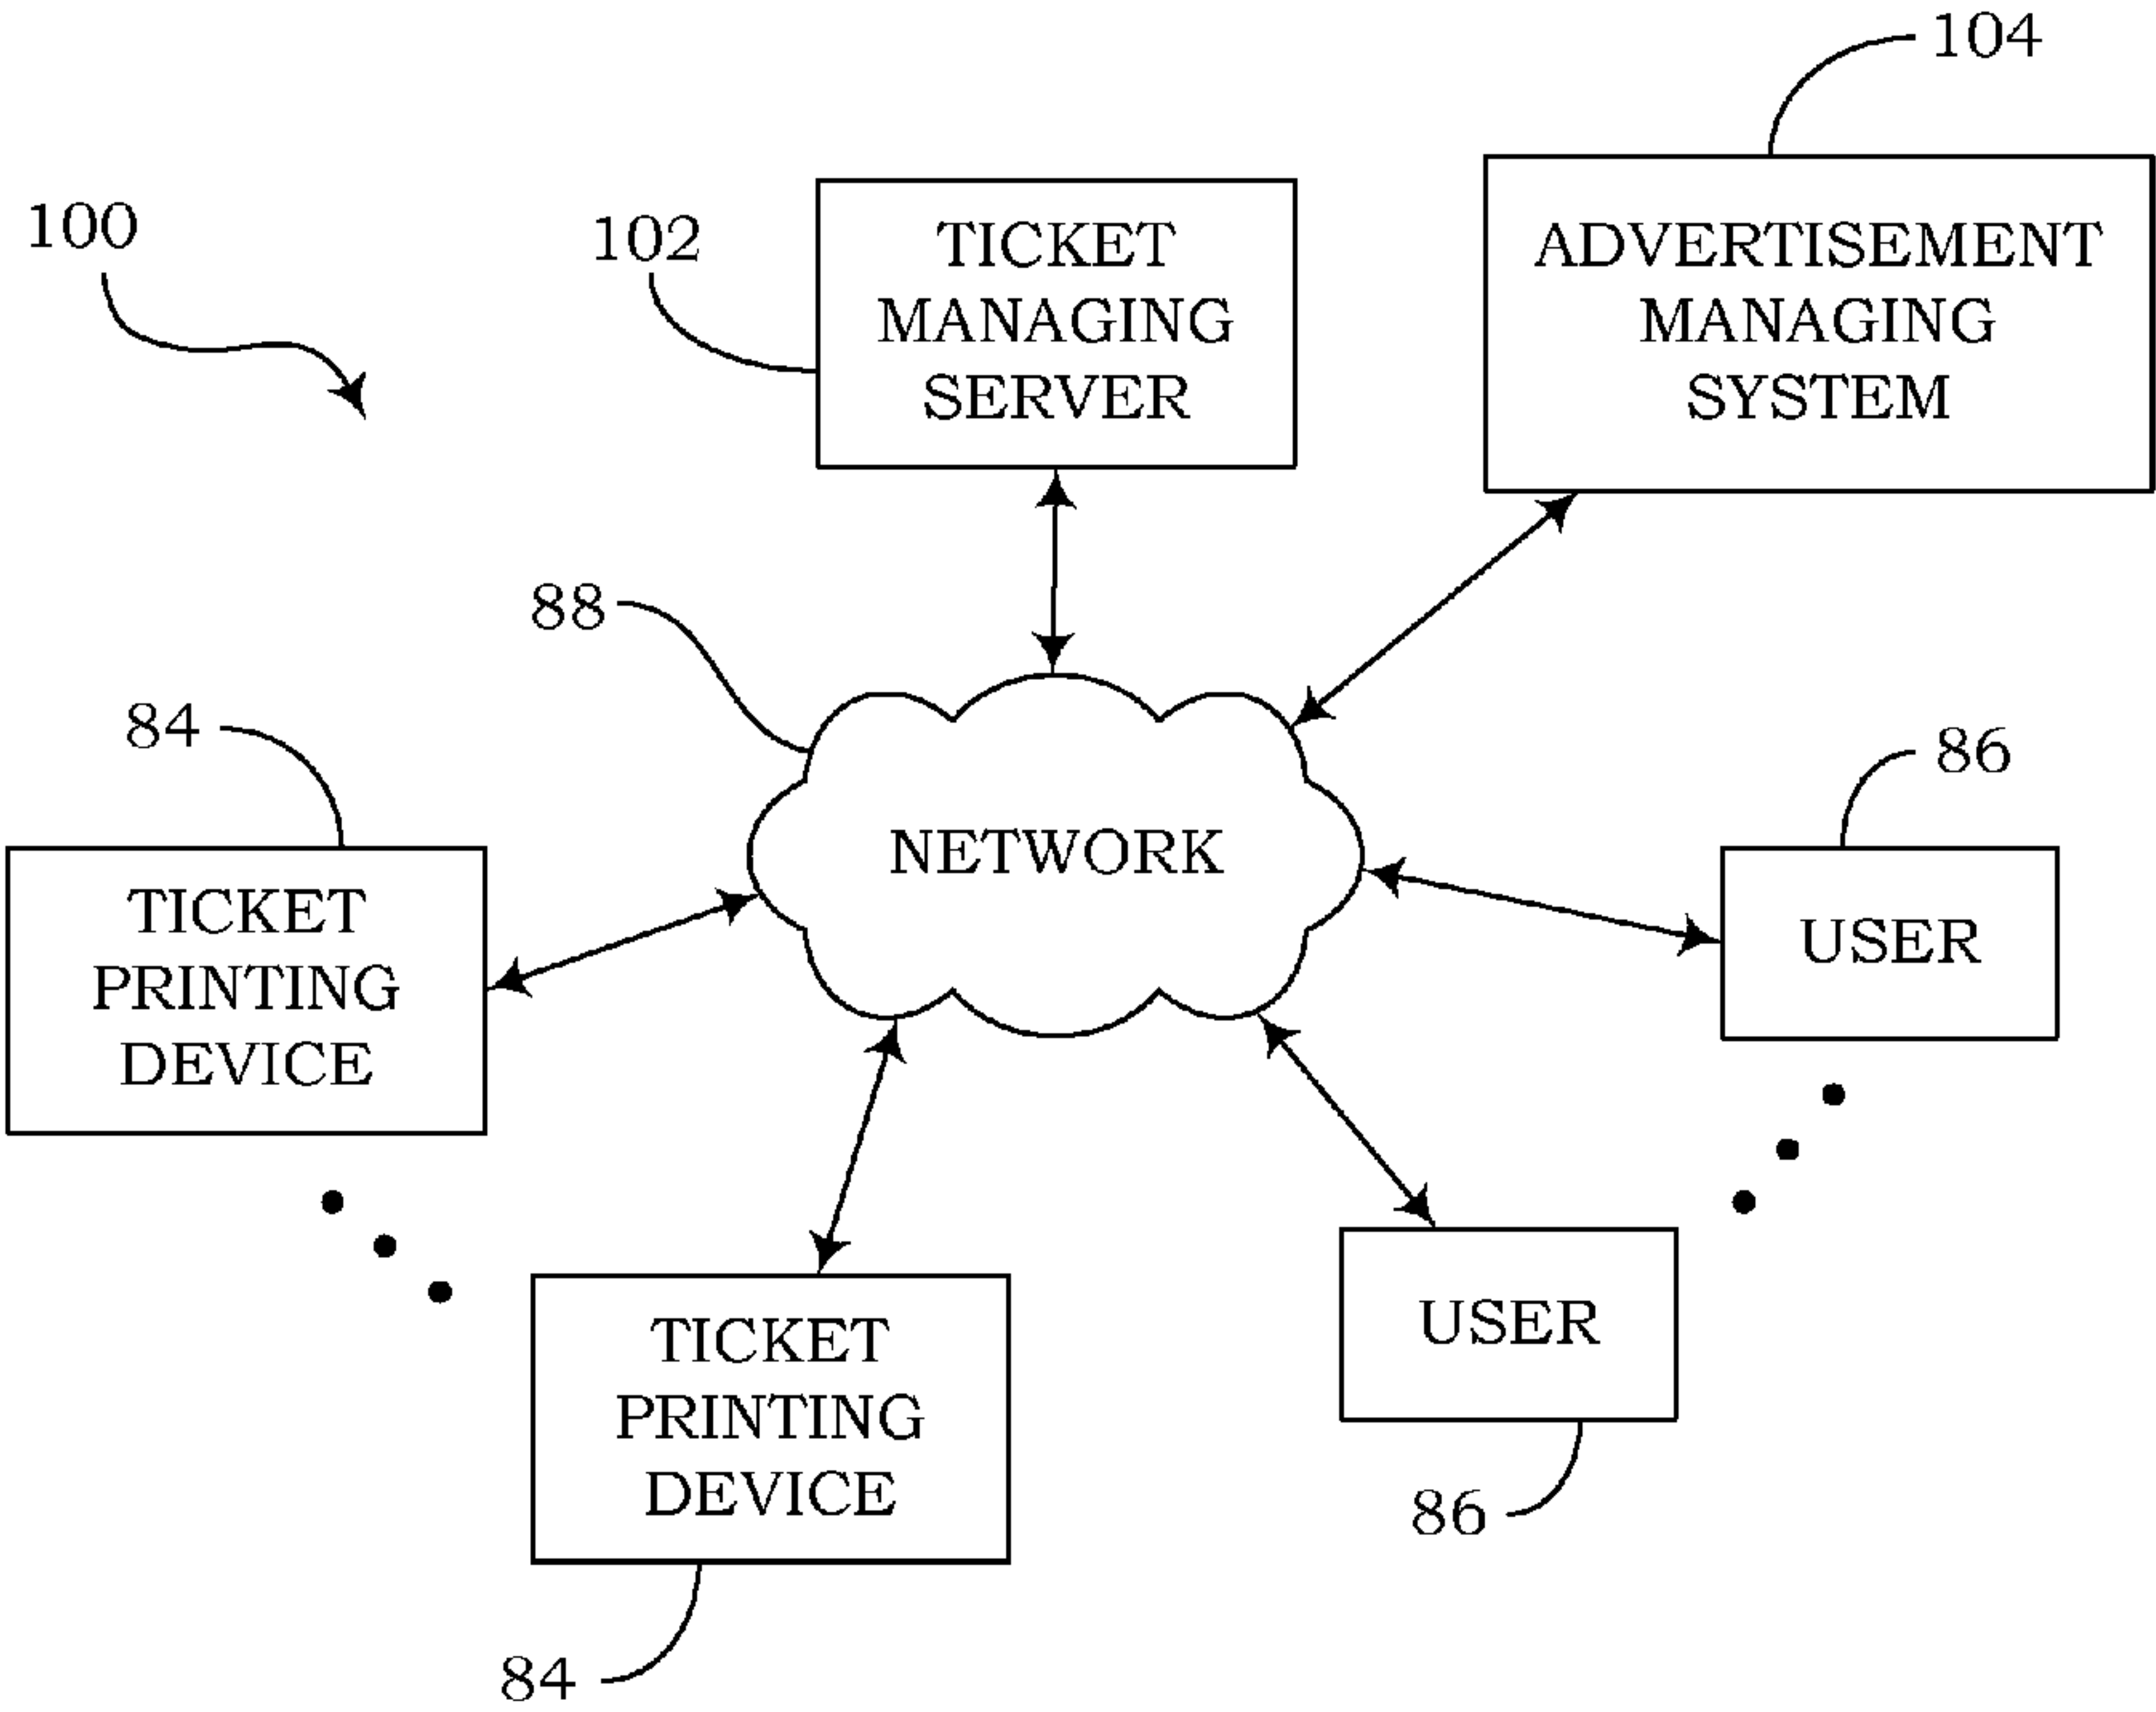 104
100
102
TICKET
MANAGING
SERVER
ADVERTISEMENT
MANAGING
SYSTEM
88
84
86
NETWORK
TICKET
PRINTING
DEVICE
USER
TICKET
PRINTING
DEVICE
USER
86
84